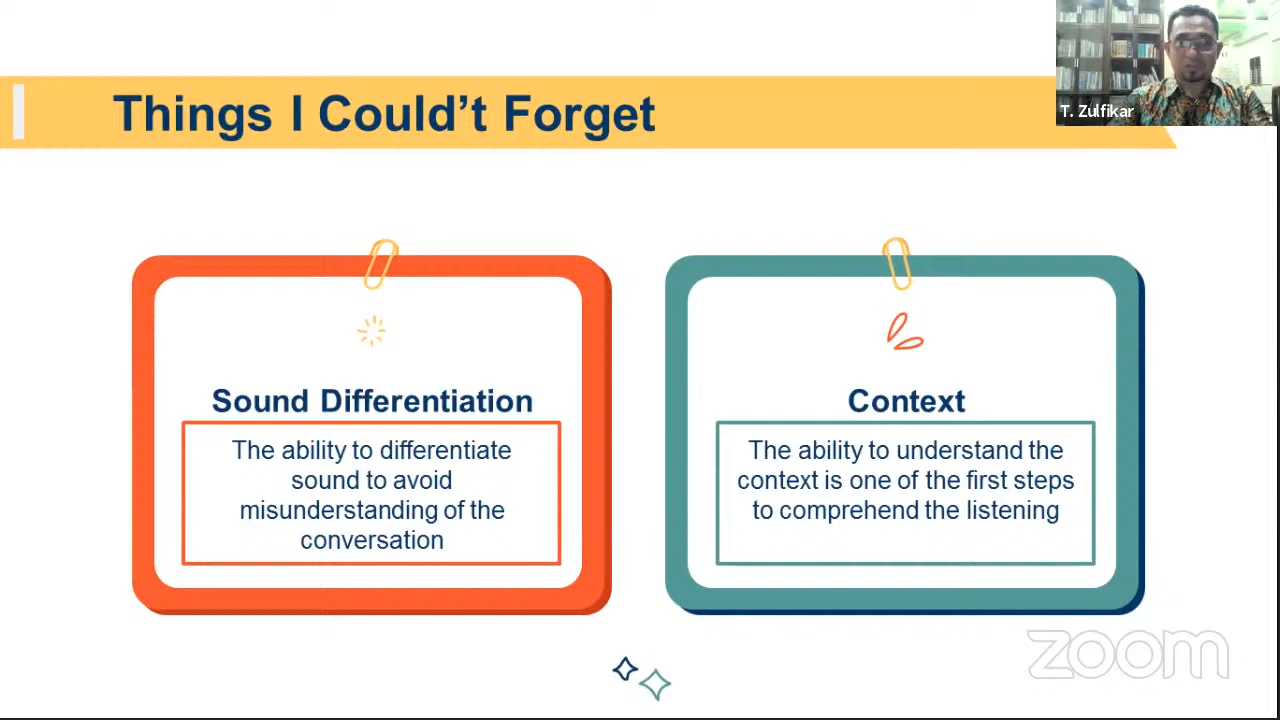 Things I Could’t Forget
T. Zulfikar
Sound Differentiation
The ability to differentiate
sound to avoid
misunderstanding of the
conversation
Context
The ability to understand the
context is one of the first steps
to comprehend the listening
zoom